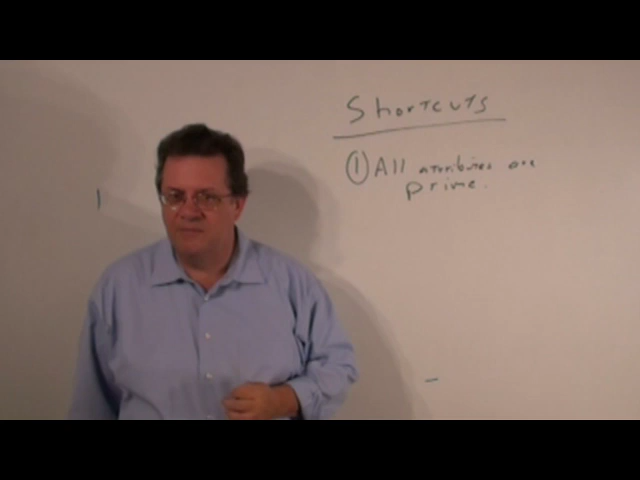 Shortcuts
① All attributes are
prime.